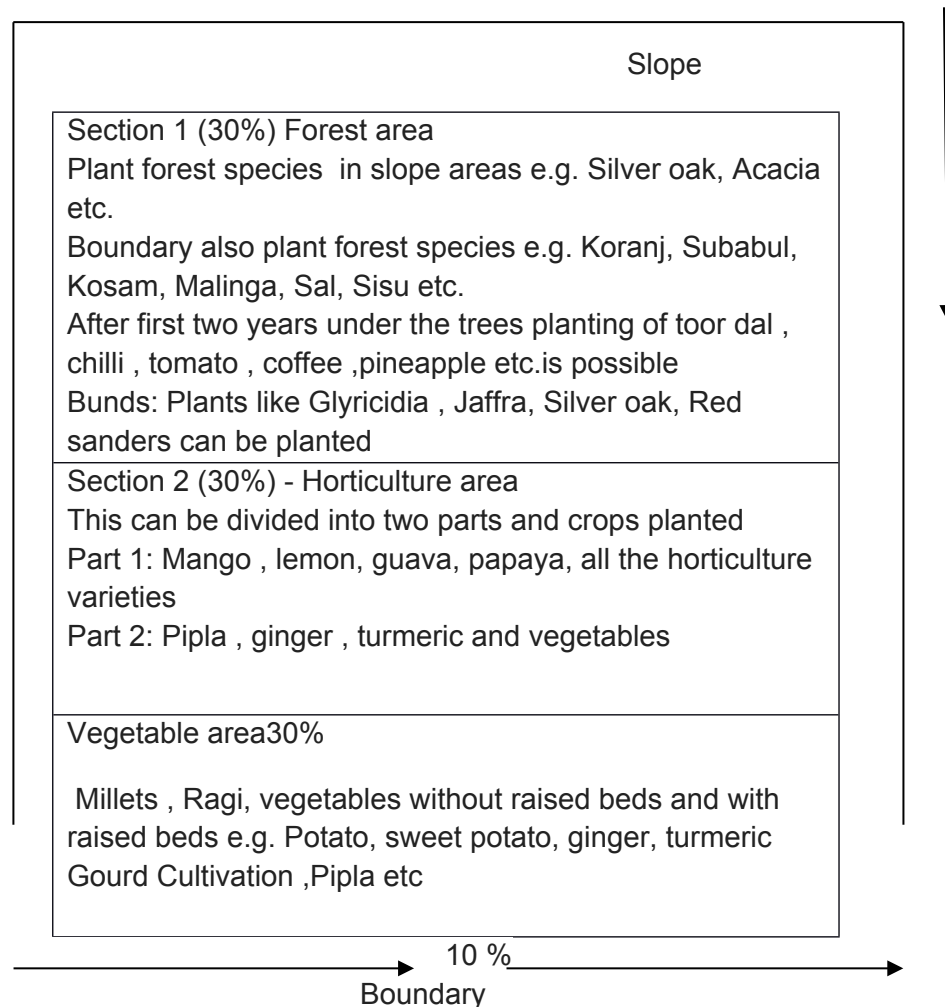 Slope
Section 1 (30%) Forest area
Plant forest species in slope areas e.g. Silver oak, Acacia
etc.
Boundary also plant forest species e.g. Koranj, Subabul,
Kosam, Malinga, Sal, Sisu etc.
After first two years under the trees planting of toor dal ,
chilli , tomato , coffee ,pineapple etc.is possible
Bunds: Plants like Glyricidia , Jaffra, Silver oak, Red
sanders can be planted
Section 2 (30%) - Horticulture area
This can be divided into two parts and crops planted
Part 1: Mango , lemon, guava, papaya, all the horticulture
varieties
Part 2: Pipla , ginger , turmeric and vegetables
Vegetable area30%
Millets , Ragi, vegetables without raised beds and with
raised beds e.g. Potato, sweet potato, ginger, turmeric
Gourd Cultivation ,Pipla etc
10 %
Boundary